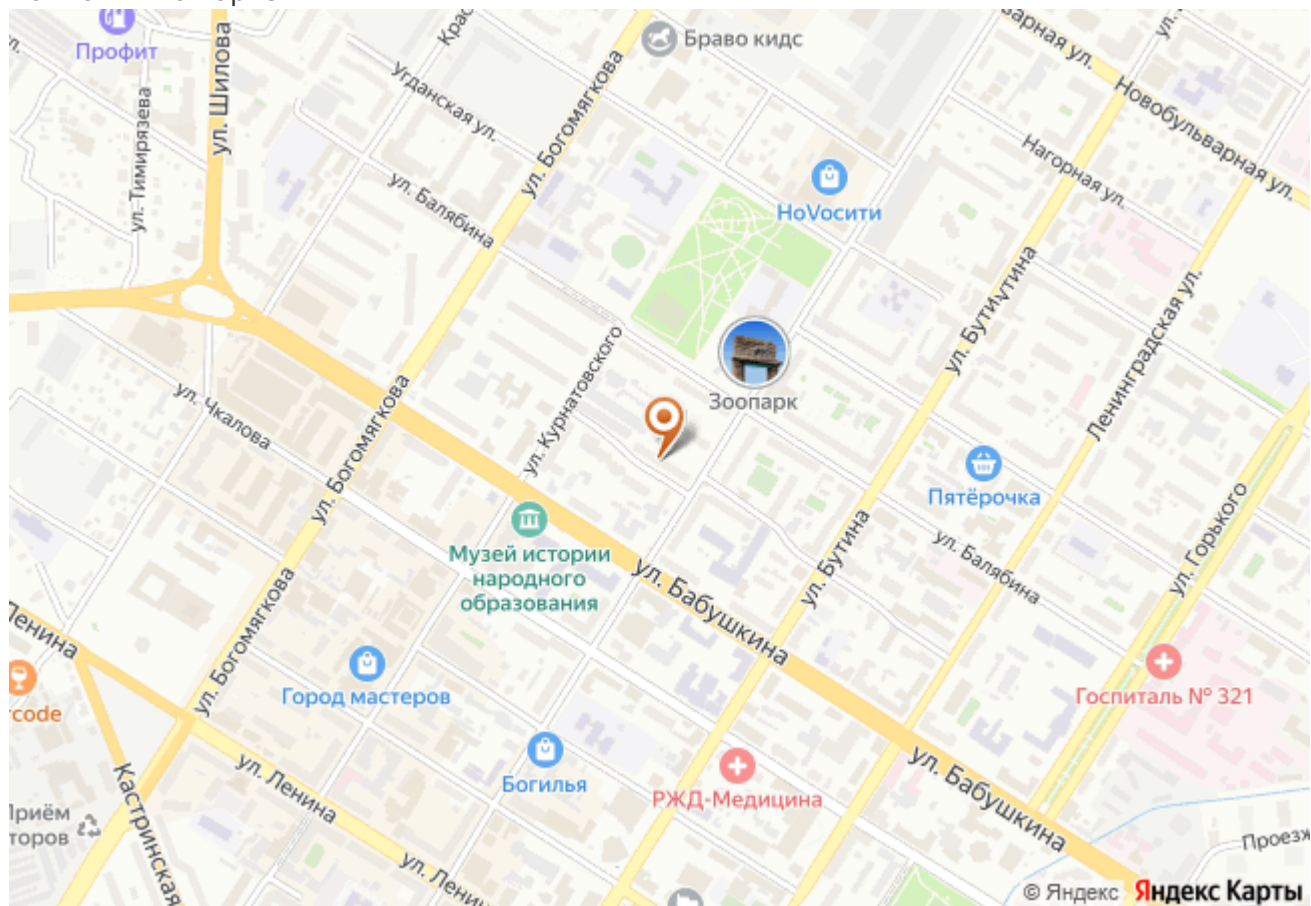 Профит
ул. Шилова
Браво кидс
Угданская ул.
ул. Богомягкова
Новобульварная ул.
Нагорная ул.
ул. Тимирязева
ул. Балябина
НоVосити
ул. Бутина
Ленинградская ул.
ул. Курнатовского
Зоопарк
ул. Чкалова
ул. Богомягкова
Пятёрочка
ул. Горького
Музей истории
народного
образования
ул. Бабушкина
ул. Бутина
ул. Балябина
ул. Богомягкова
Город мастеров
Госпиталь № 321
ул. Ленина
Богилья
РЖД-Медицина
ул. Бабушкина
Кастринская
ул. Ленин
© Яндекс Яндекс Карты